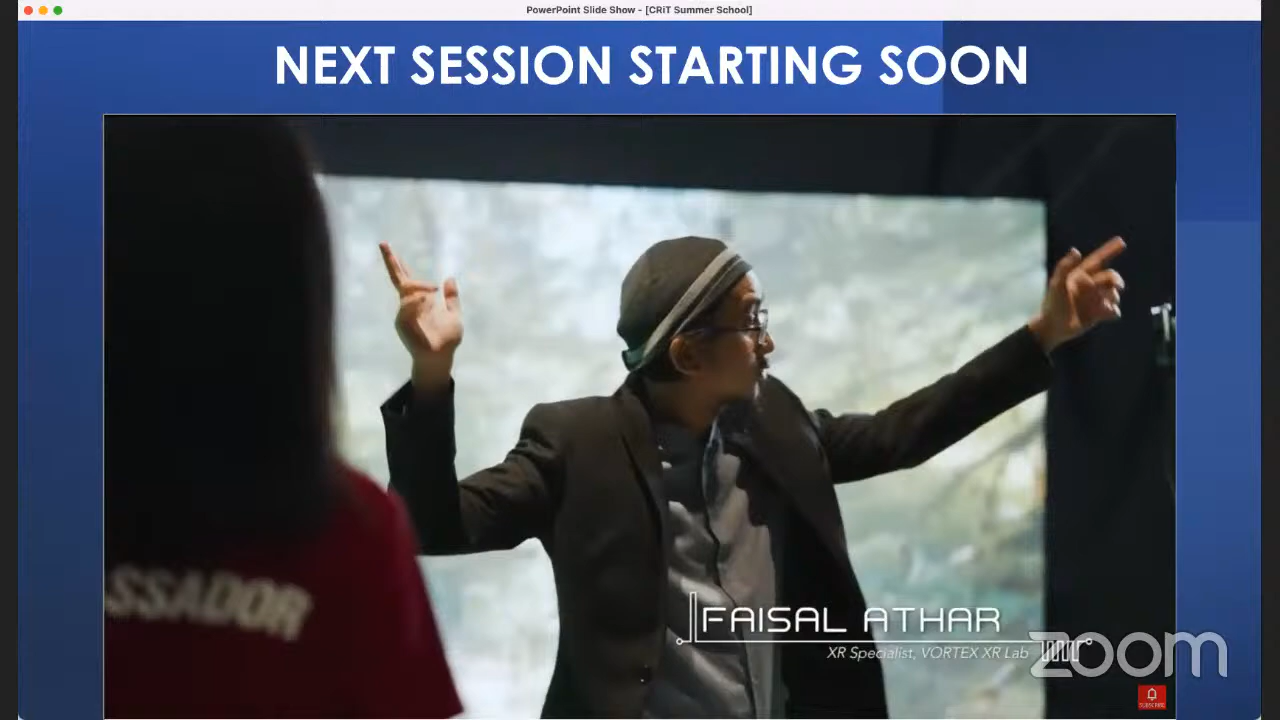 PowerPoint Slide Show - [CRiT Summer School]
NEXT SESSION STARTING SOON
SSADOR
FAISAL ATHAR
XR Specialist, VORTEX XR Lab
zoom
SUBSCRIBE